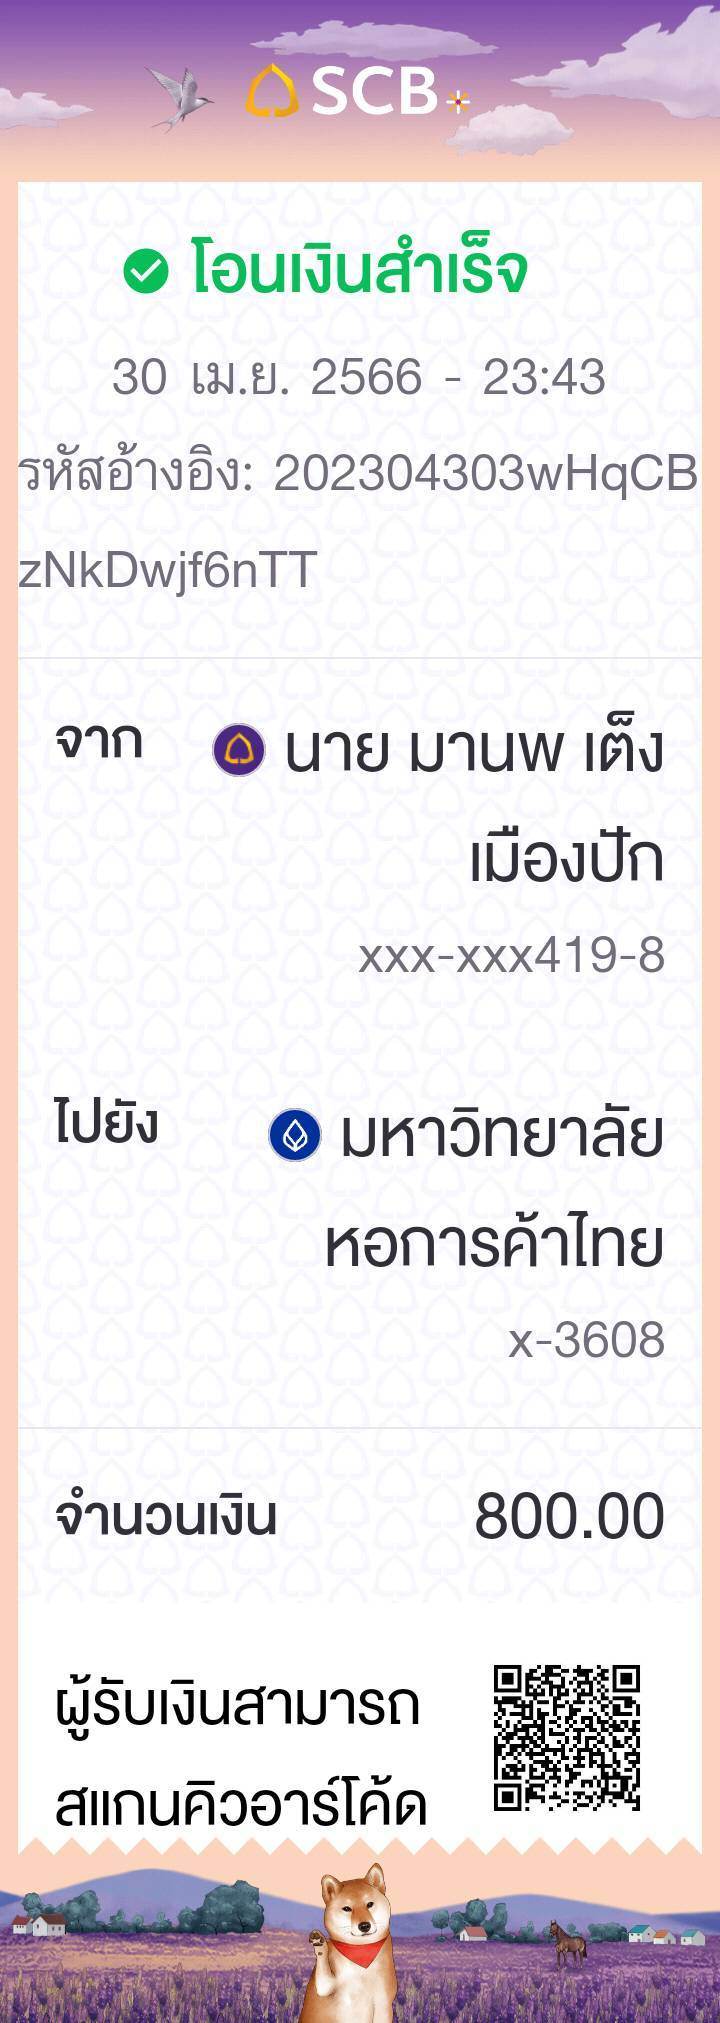 SCB
โอนเงินสำเร็จ
30 เม.ย. 2566 - 23:43
รหัสอ้างอิง: 202304303wHqCB
zNkDwjf6nTT
จาก นาย มานพ เต็ง
เมืองปัก
xxx-xxx419-8
ไปยัง มหาวิทยาลัย
หอการค้าไทย
x-3608
จำนวนเงิน 800.00
ผู้รับเงินสามารถ
สแกนคิวอาร์โค้ด